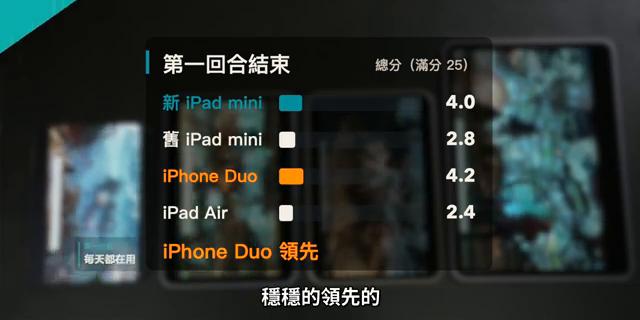 第一回合結束
總分（滿分 25）
新 iPad mini 4.0
舊 iPad mini 2.8
iPhone Duo 4.2
iPad Air 2.4
iPhone Duo 領先
每天都在用
穩穩的領先的